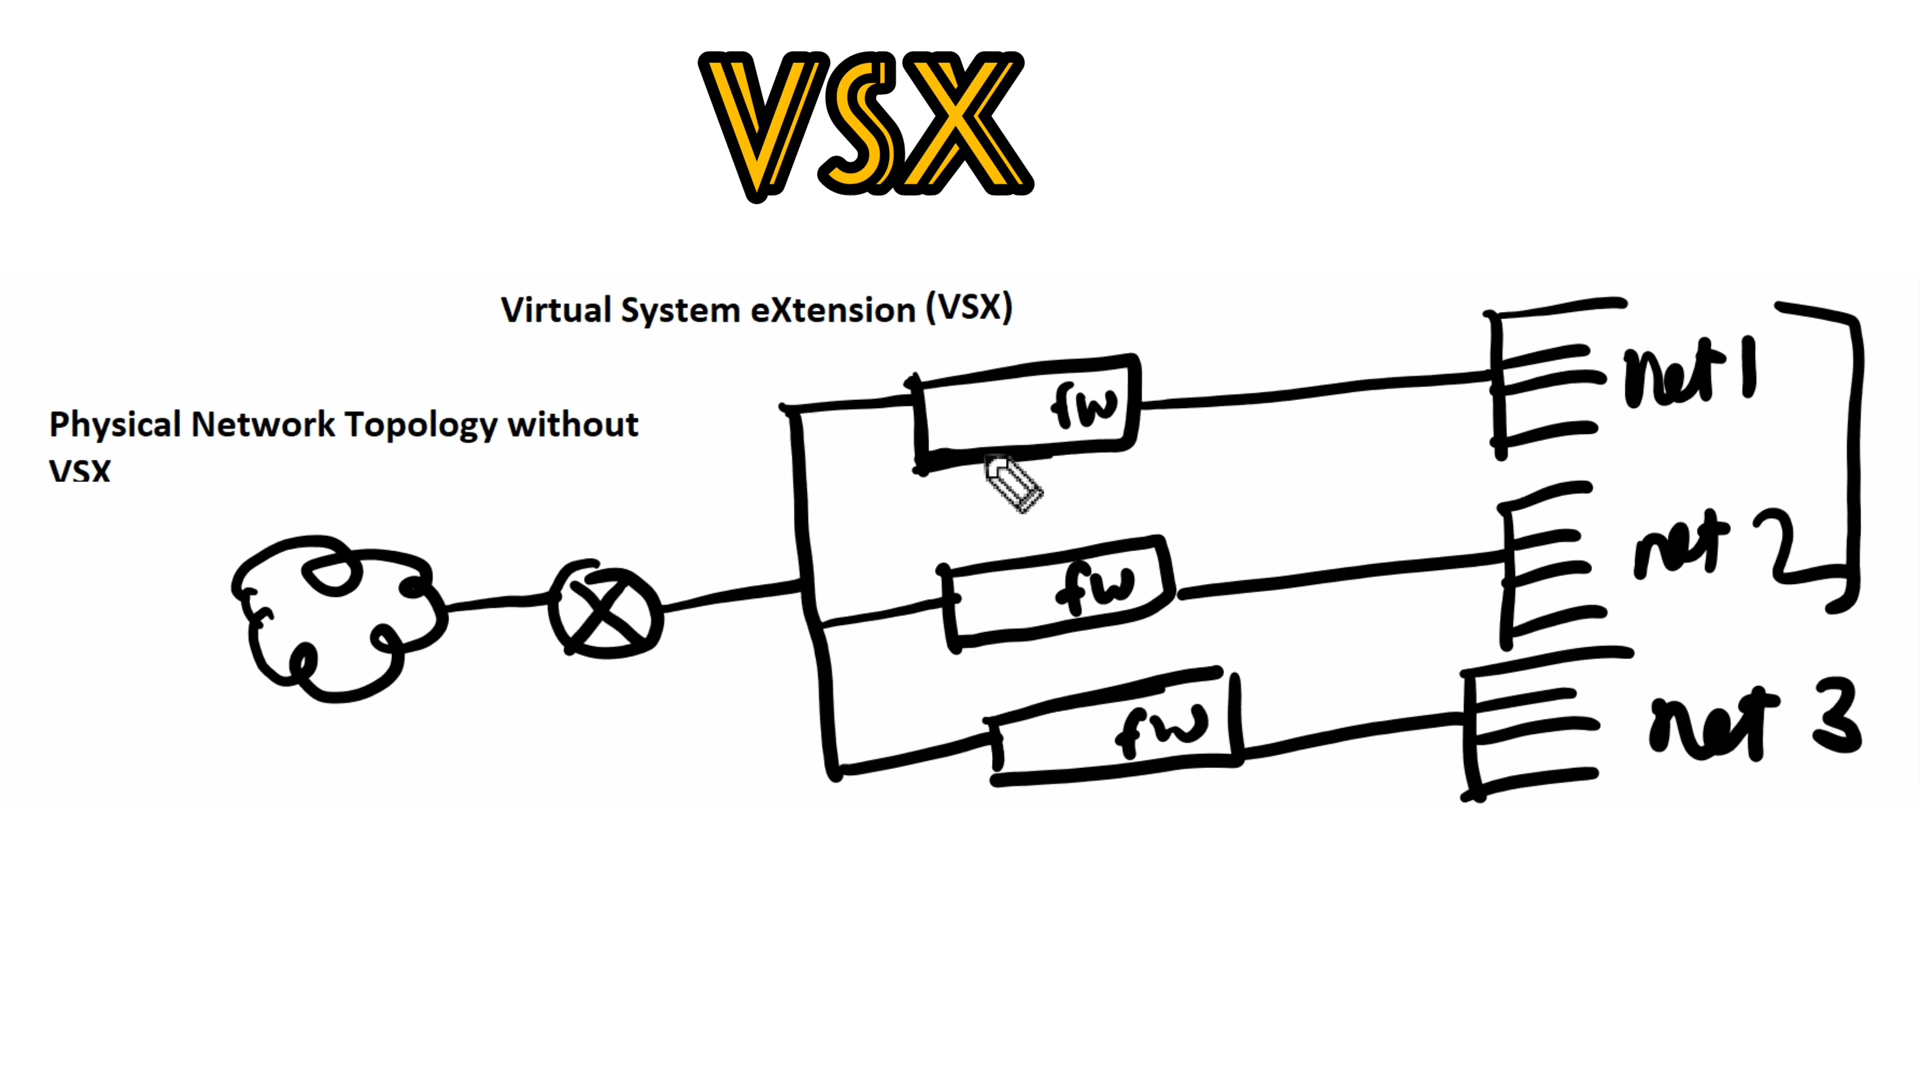 VSX
Virtual System eXtension (VSX)
Physical Network Topology without
VSX
fw
net 1
fw
net 2
fw
net 3